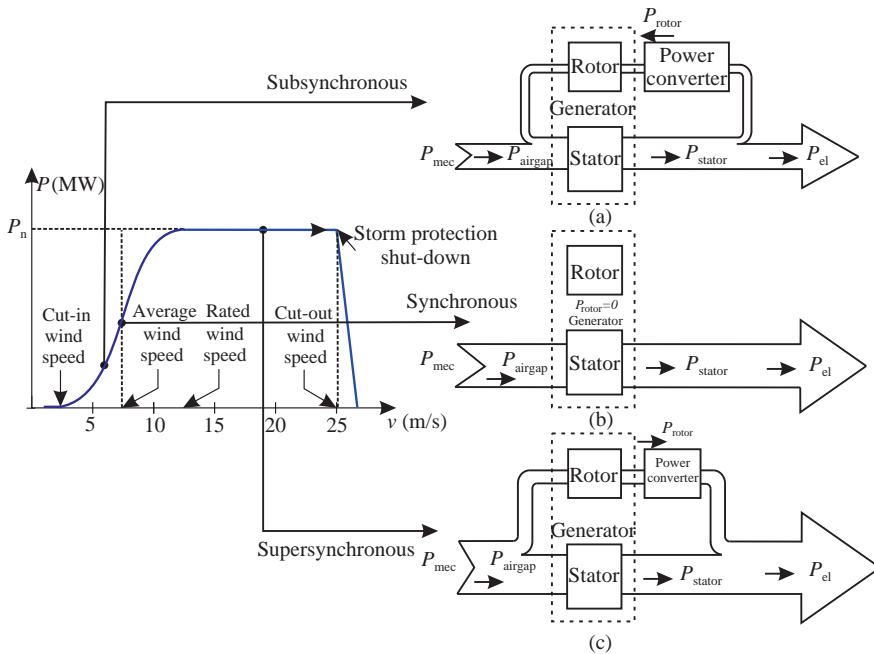 P_rotor
Rotor
Power
converter
Subsynchronous
Generator
P_mec
P_airgap
Stator
P_stator
P_el
(a)
P (MW)
P_n
Storm protection
shut-down
Rotor
P_rotor=0
Generator
Synchronous
Cut-in
wind
speed
Average
wind
speed
Rated
wind
speed
Cut-out
wind
speed
P_mec
P_airgap
Stator
P_stator
P_el
5
10
15
20
25
v (m/s)
(b)
P_rotor
Rotor
Power
converter
Generator
Supersynchronous
P_mec
P_airgap
Stator
P_stator
P_el
(c)